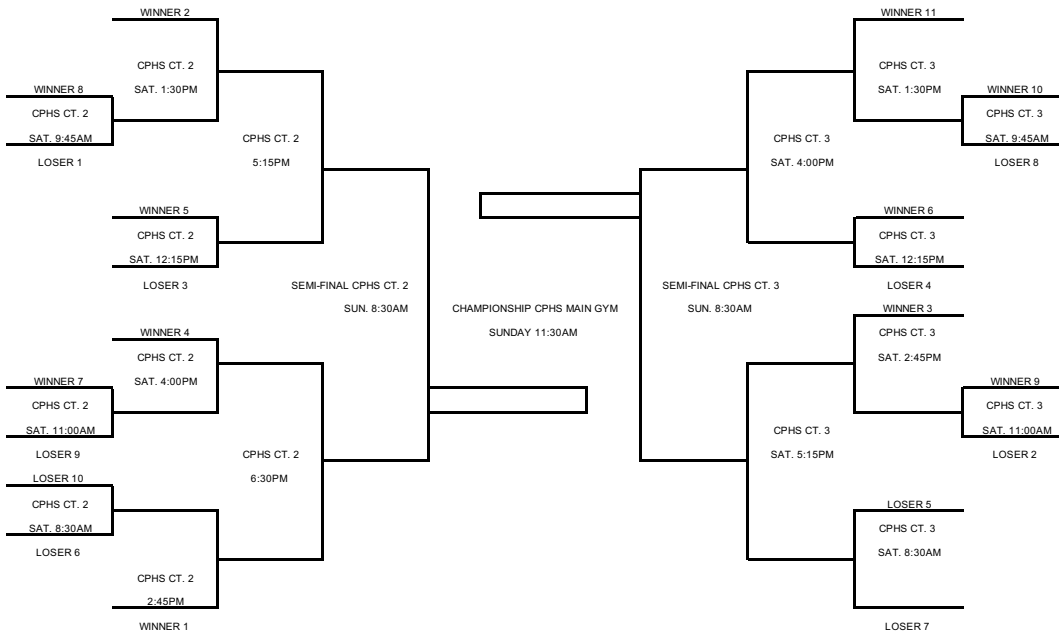 WINNER 2
CPHS CT. 2
SAT. 1:30PM
WINNER 8
CPHS CT. 2
SAT. 9:45AM
LOSER 1
CPHS CT. 2
5:15PM
WINNER 5
CPHS CT. 2
SAT. 12:15PM
LOSER 3
SEMI-FINAL CPHS CT. 2
SUN. 8:30AM
WINNER 4
CPHS CT. 2
SAT. 4:00PM
WINNER 7
CPHS CT. 2
SAT. 11:00AM
LOSER 9
CPHS CT. 2
6:30PM
LOSER 10
CPHS CT. 2
SAT. 8:30AM
LOSER 6
CPHS CT. 2
2:45PM
WINNER 1
CHAMPIONSHIP CPHS MAIN GYM
SUNDAY 11:30AM
WINNER 11
CPHS CT. 3
SAT. 1:30PM
WINNER 10
CPHS CT. 3
SAT. 9:45AM
LOSER 8
CPHS CT. 3
SAT. 4:00PM
WINNER 6
CPHS CT. 3
SAT. 12:15PM
LOSER 4
SEMI-FINAL CPHS CT. 3
SUN. 8:30AM
WINNER 3
CPHS CT. 3
SAT. 2:45PM
WINNER 9
CPHS CT. 3
SAT. 11:00AM
LOSER 2
CPHS CT. 3
SAT. 5:15PM
LOSER 5
CPHS CT. 3
SAT. 8:30AM
LOSER 7